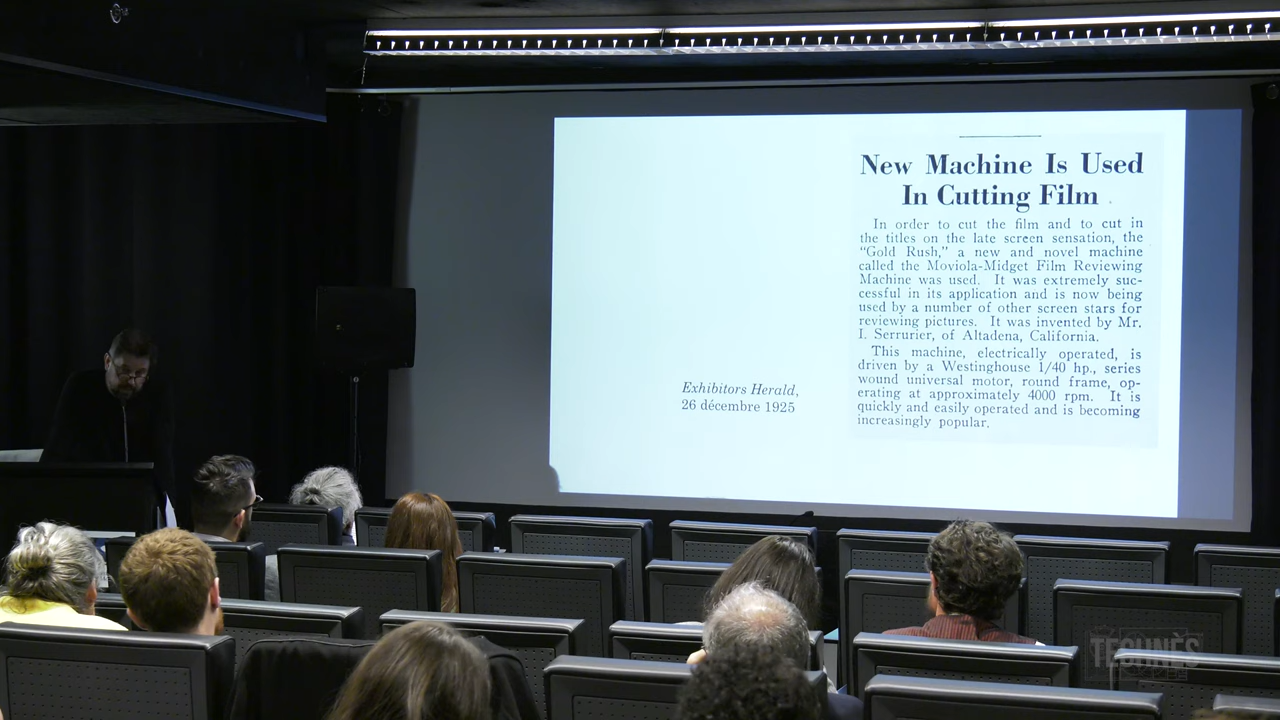 New Machine Is Used
In Cutting Film
In order to cut the film and to cut in
the titles on the late screen sensation, the
"Gold Rush," a new and novel machine
called the Moviola-Midget Film Reviewing
Machine was used. It was extremely suc-
cessful in its application and is now being
used by a number of other screen stars for
reviewing pictures. It was invented by Mr.
I. Serrurier, of Altadena, California.
This machine, electrically operated, is
driven by a Westinghouse 1/40 hp., series
wound universal motor, round frame, op-
erating at approximately 4000 rpm. It is
quickly and easily operated and is becoming
increasingly popular.
Exhibitors Herald,
26 décembre 1925
TECHNÈS